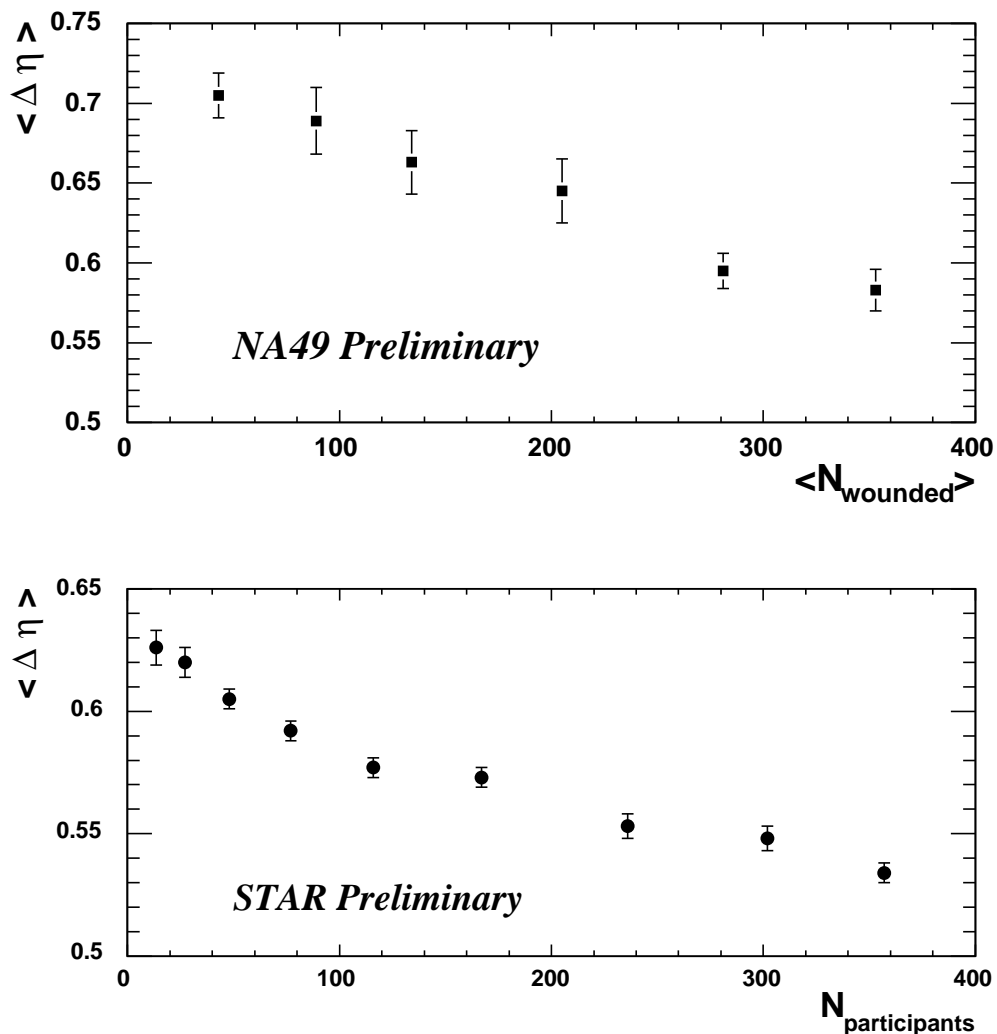 < Δ η >
0.75
0.7
0.65
0.6
0.55
0.5
NA49 Preliminary
0 100 200 300 400
<N_wounded>
< Δ η >
0.65
0.6
0.55
0.5
STAR Preliminary
0 100 200 300 400
N_participants